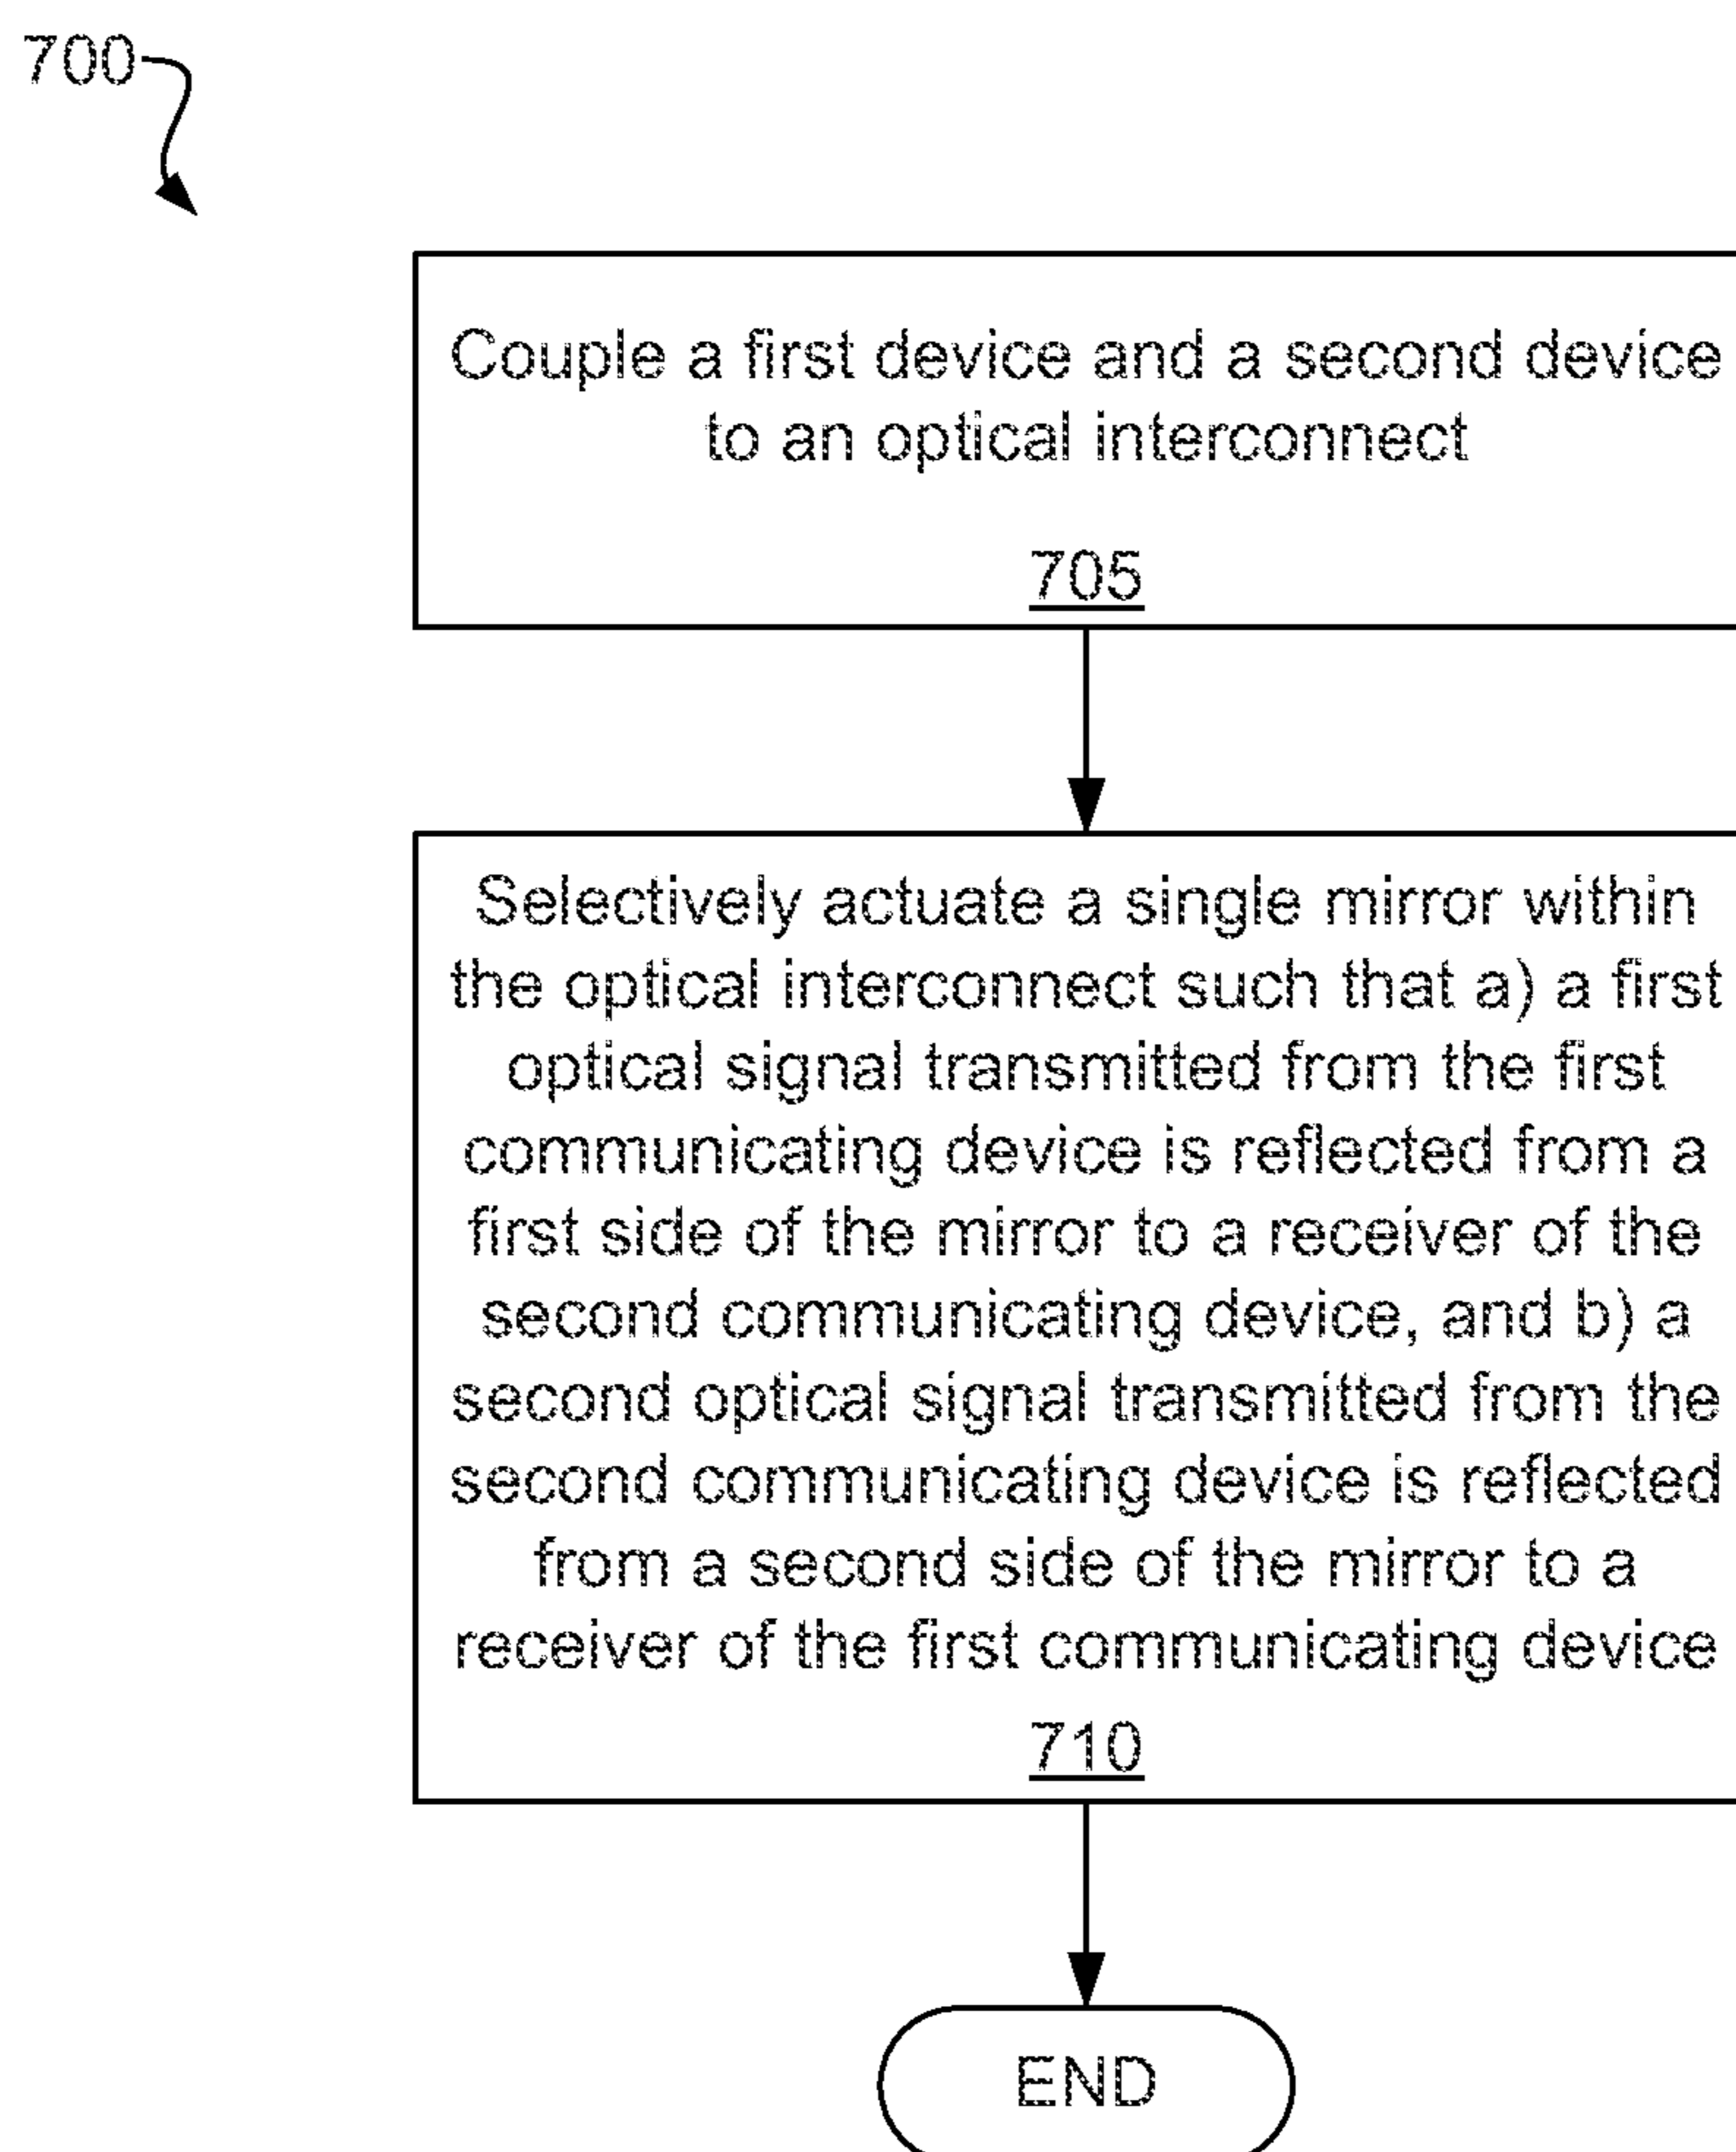 700
Couple a first device and a second device
to an optical interconnect
705
Selectively actuate a single mirror within
the optical interconnect such that a) a first
optical signal transmitted from the first
communicating device is reflected from a
first side of the mirror to a receiver of the
second communicating device, and b) a
second optical signal transmitted from the
second communicating device is reflected
from a second side of the mirror to a
receiver of the first communicating device
710
END